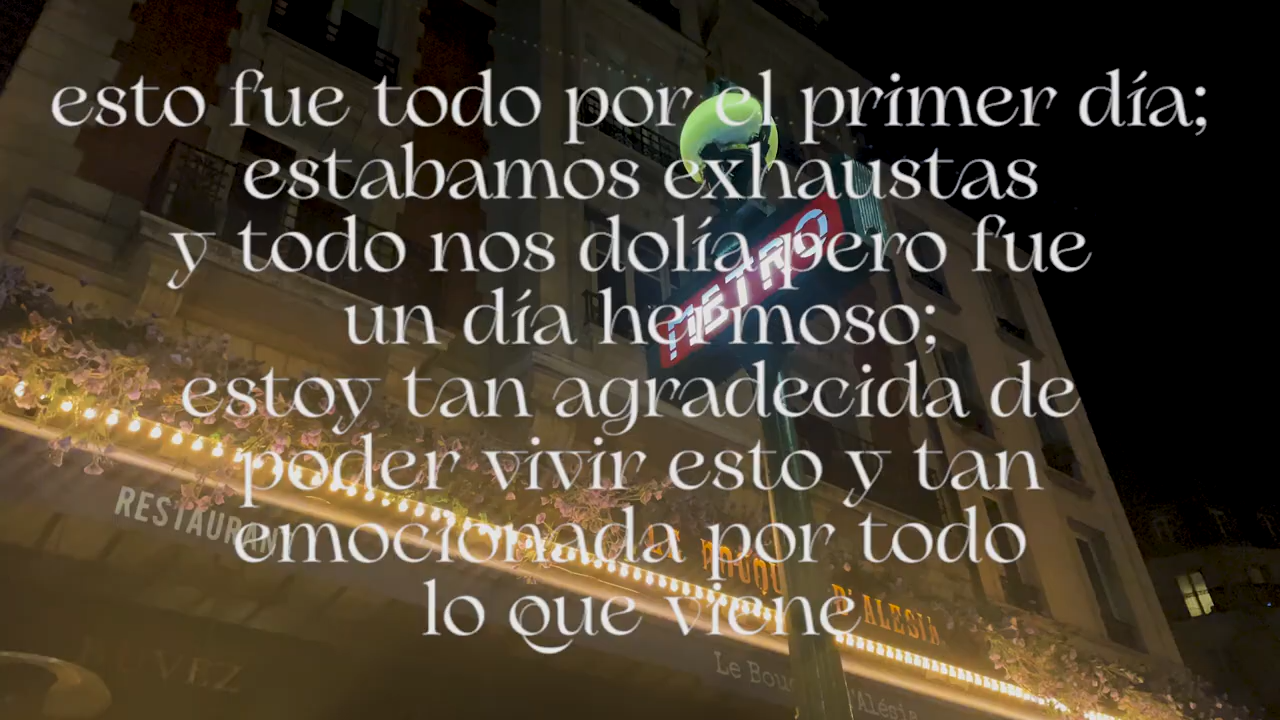 esto fue todo por el primer día;
estabamos exhaustas
y todo nos dolía pero fue
un día hermoso;
estoy tan agradecida de
poder vivir esto y tan
emocionada por todo
lo que viene
METRO
RESTAURANT
D'ALESIA
Le d'Alésia